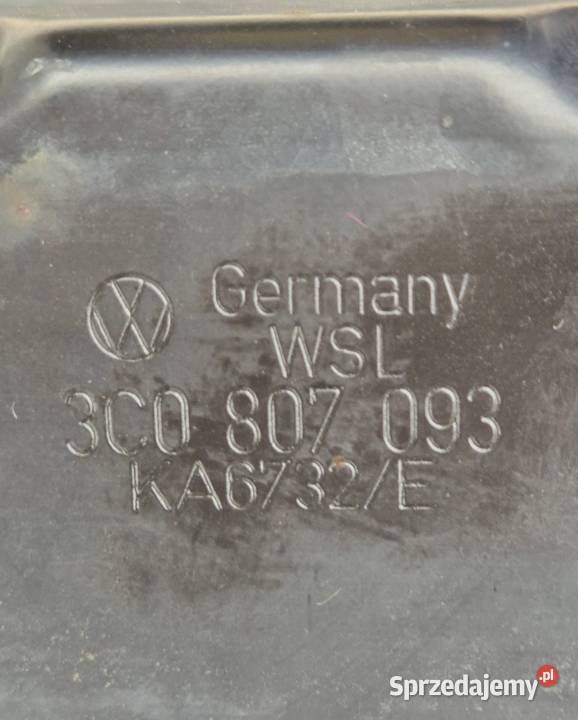 Germany
WSL
3C0 807 093
KA6732/E
Sprzedajemy.pl